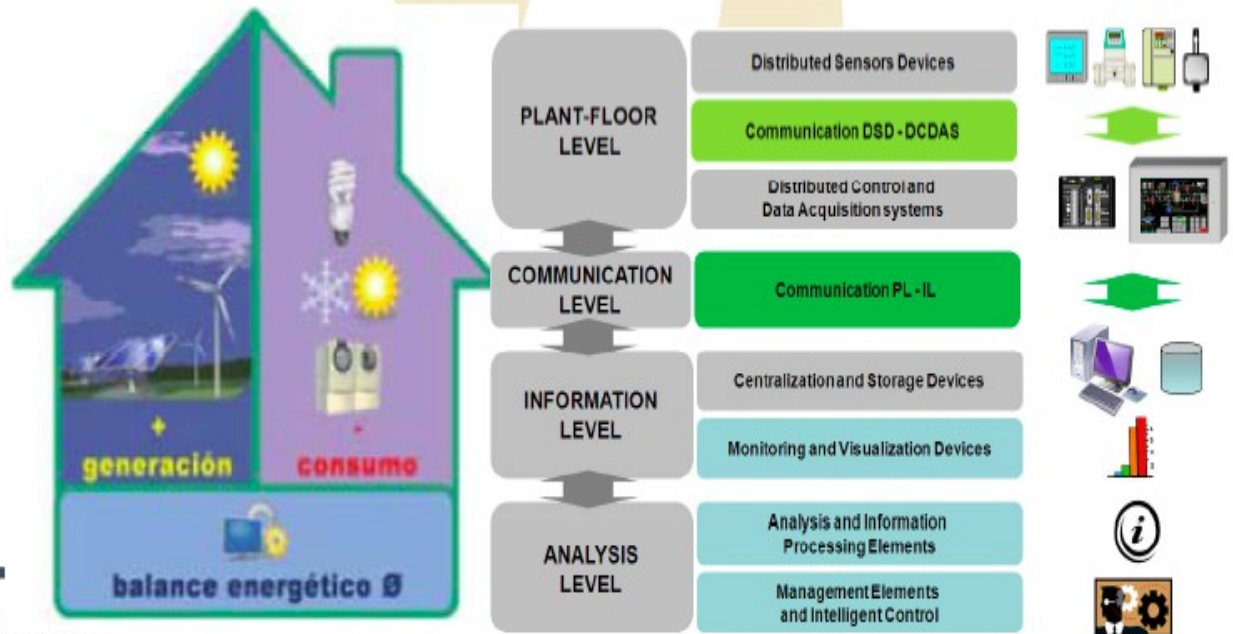 +
generación
+
consumo
balance energético Ø
PLANT-FLOOR
LEVEL
Distributed Sensors Devices
Communication DSD - DCDAS
Distributed Control and
Data Acquisition systems
COMMUNICATION
LEVEL
Communication PL - IL
INFORMATION
LEVEL
Centralization and Storage Devices
Monitoring and Visualization Devices
ANALYSIS
LEVEL
Analysis and Information
Processing Elements
Management Elements
and Intelligent Control
i